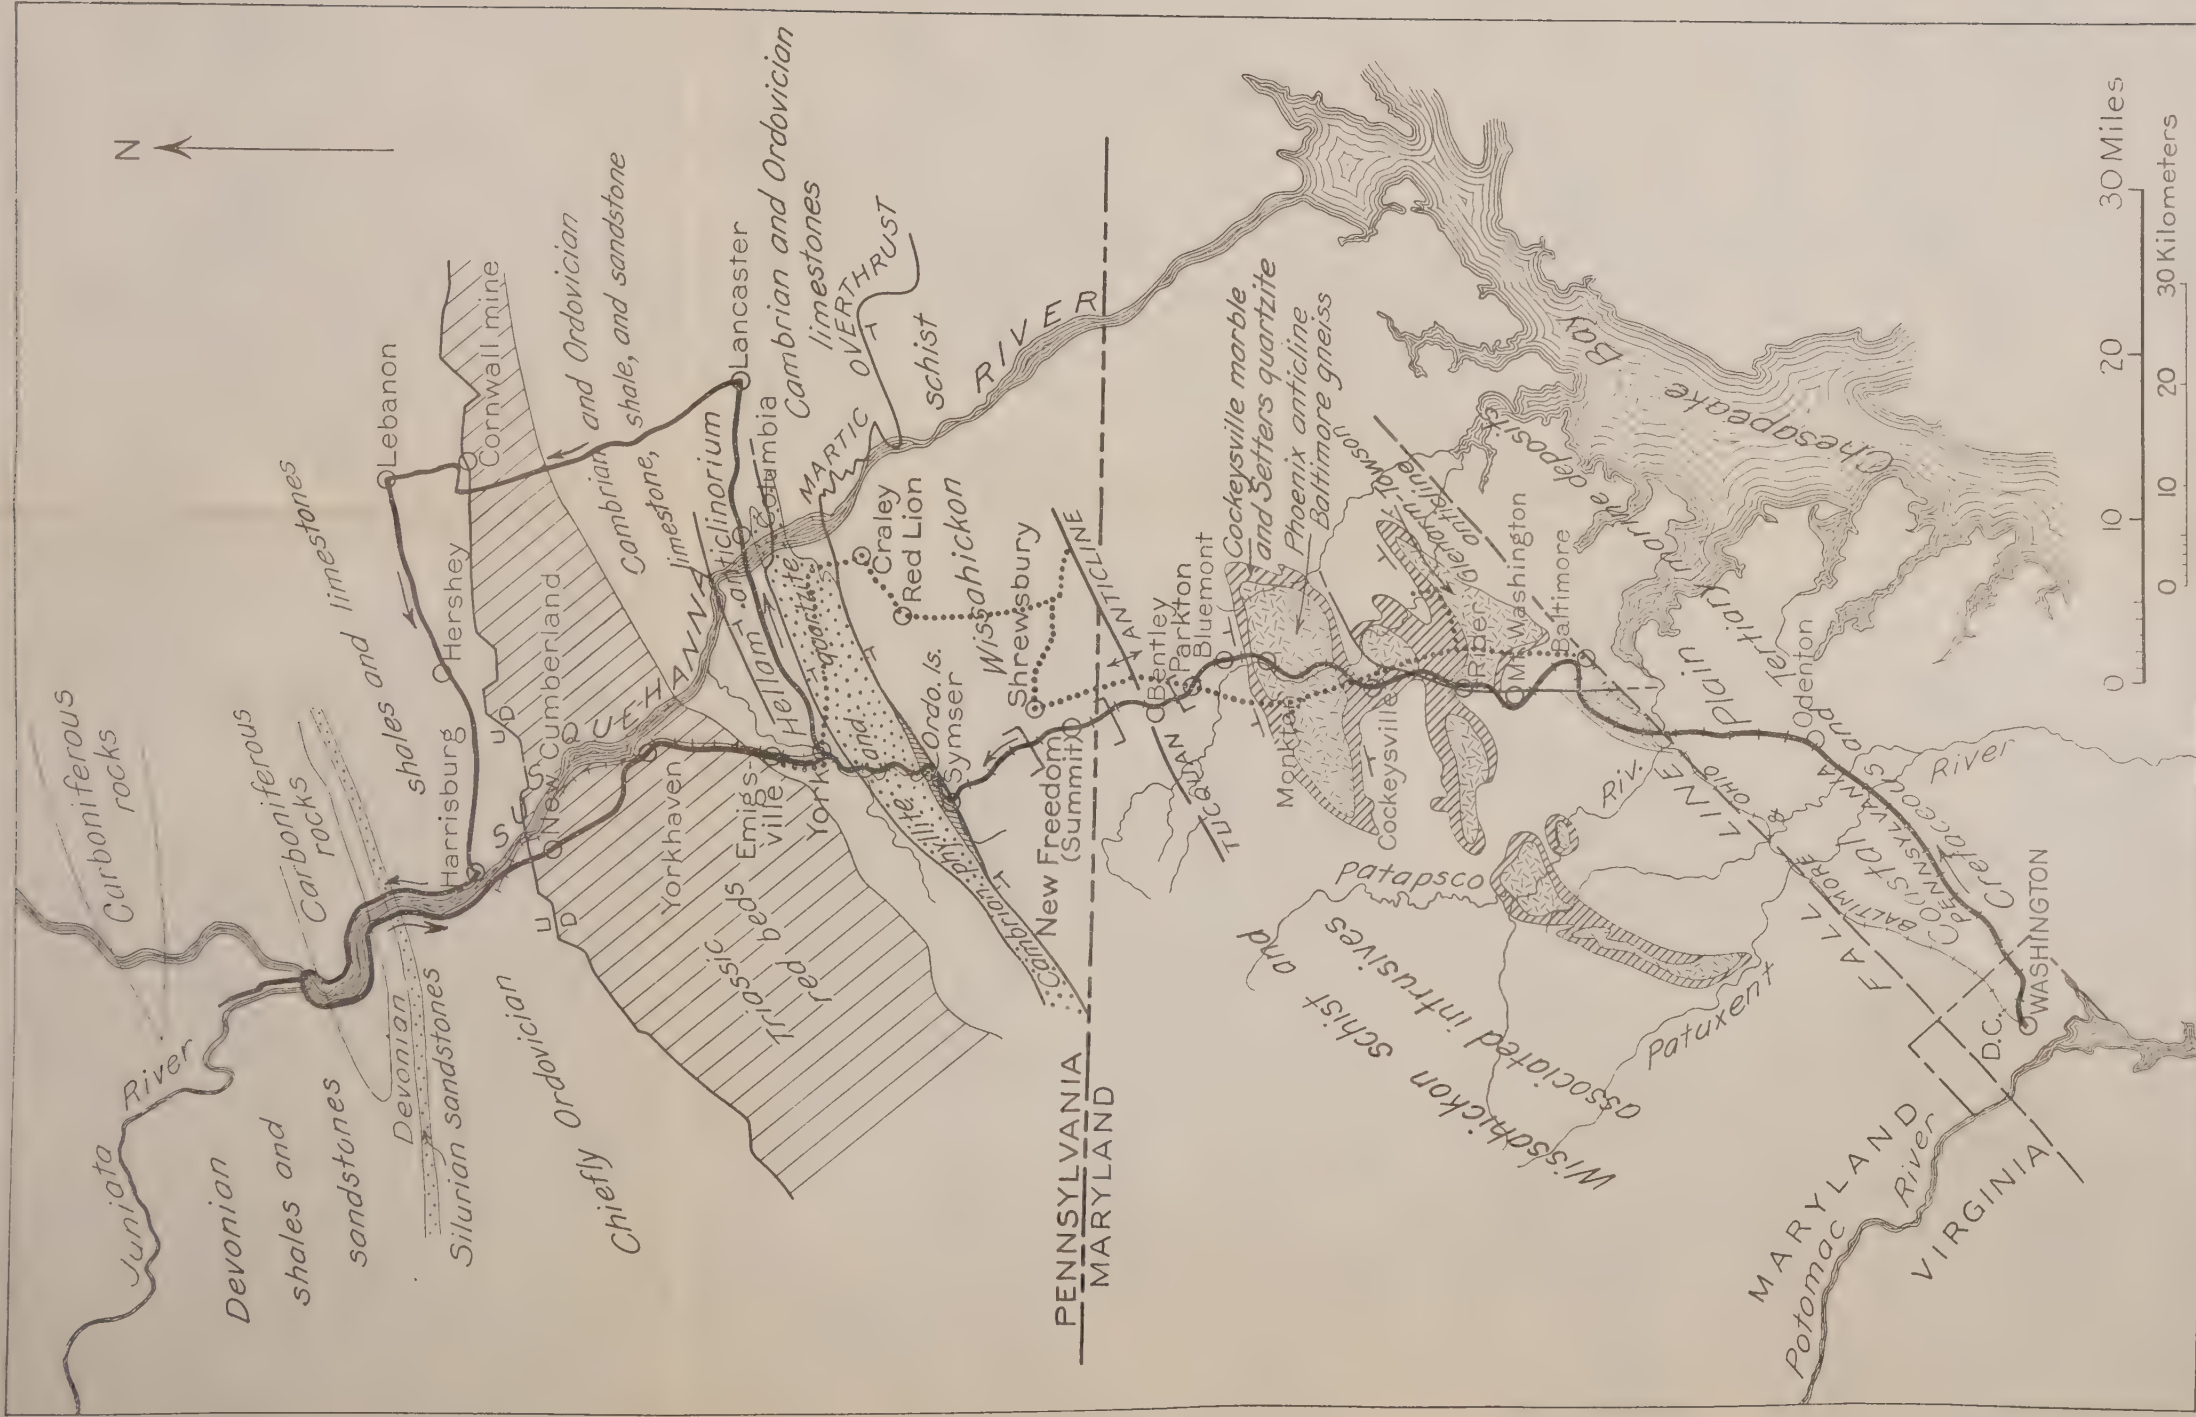 N
Carboniferous
rocks
Carboniferous
rocks
Juniata
River
Devonian
shales and
sandstones
Devonian
Silurian sandstones
shales and limestones
Chiefly Ordovician
Lebanon
Hershey
Harrisburg
Cornwall mine
New Cumberland
U
D
U
D
SUSQUEHANNA
RIVER
Yorkhaven
Emigs-
ville
York
Triassic
red beds
Cambrian and Ordovician
limestone, shale, and sandstone
Lancaster
Columbia
Cambrian and Ordovician
limestones
Hellam anticlinorium
MARTIC OVERTHRUST
Cambrian phyllite and quartzite
Ordo. ls.
Symser
Craley
Red Lion
Wissahickon schist
Shrewsbury
New Freedom
(Summit)
TUCQUAN ANTICLINE
PENNSYLVANIA
MARYLAND
Bentley
Parkton
Bluemont
Cockeysville marble
and Setters quartzite
Phoenix anticline
Baltimore gneiss
Monkton
Cockeysville
Glenarm-Towson
anticline
Rider
Mt. Washington
Baltimore
Patapsco
Riv.
Wissahickon schist and
associated intrusives
Patuxent
River
FALL LINE
BALTIMORE & OHIO
PENNSYLVANIA
Coastal Plain
Cretaceous and Tertiary marine deposits
Odenton
Chesapeake
Bay
WASHINGTON
D.C.
MARYLAND
Potomac River
VIRGINIA
0 10 20 30 Miles
0 10 20 30 Kilometers